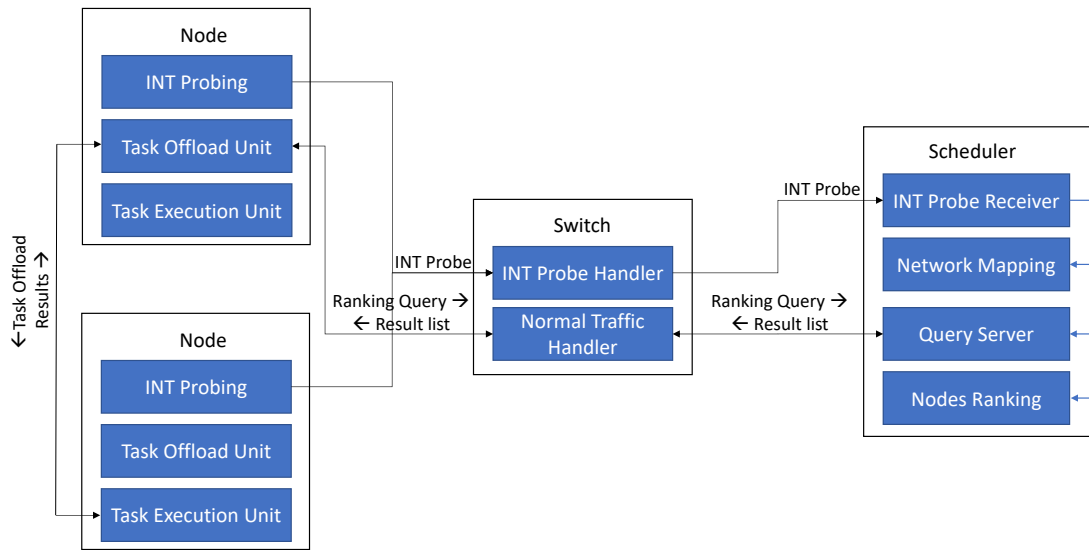 Node
INT Probing
Task Offload Unit
Task Execution Unit
←Task Offload
Results →
Node
INT Probing
Task Offload Unit
Task Execution Unit
INT Probe
Ranking Query →
← Result list
Switch
INT Probe Handler
Normal Traffic
Handler
INT Probe
Ranking Query →
← Result list
Scheduler
INT Probe Receiver
Network Mapping
Query Server
Nodes Ranking